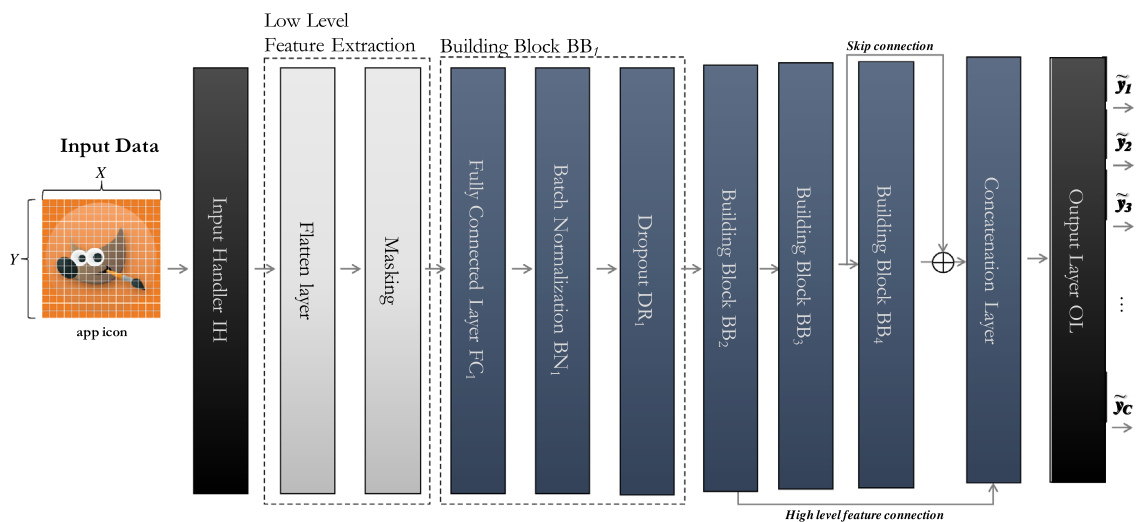 Low Level
Feature Extraction
Building Block BB₁
Skip connection
Input Data
X
Y
app icon
Input Handler IH
Flatten layer
Masking
Fully Connected Layer FC₁
Batch Normalization BN₁
Dropout DR₁
Building Block BB₂
Building Block BB₃
Building Block BB₄
Concatenation Layer
Output Layer OL
ỹ₁
ỹ₂
ỹ₃
⋮
ỹ_C
High level feature connection